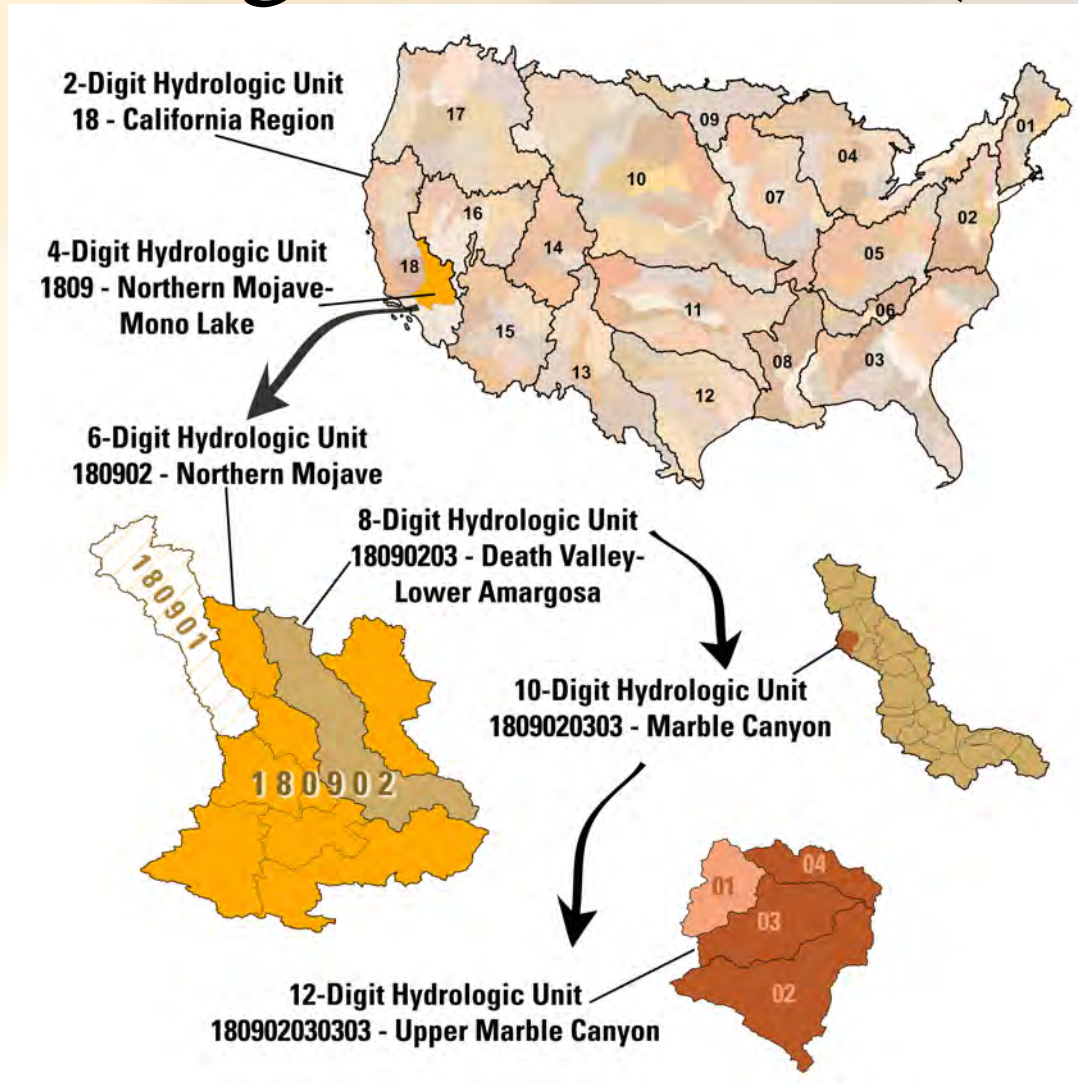 2-Digit Hydrologic Unit
18 - California Region
17
09
01
04
10
07
16
02
14
05
4-Digit Hydrologic Unit
1809 - Northern Mojave-
Mono Lake
18
11
06
15
08
03
13
12
6-Digit Hydrologic Unit
180902 - Northern Mojave
8-Digit Hydrologic Unit
18090203 - Death Valley-
Lower Amargosa
180901
10-Digit Hydrologic Unit
1809020303 - Marble Canyon
180902
04
01
03
02
12-Digit Hydrologic Unit
180902030303 - Upper Marble Canyon